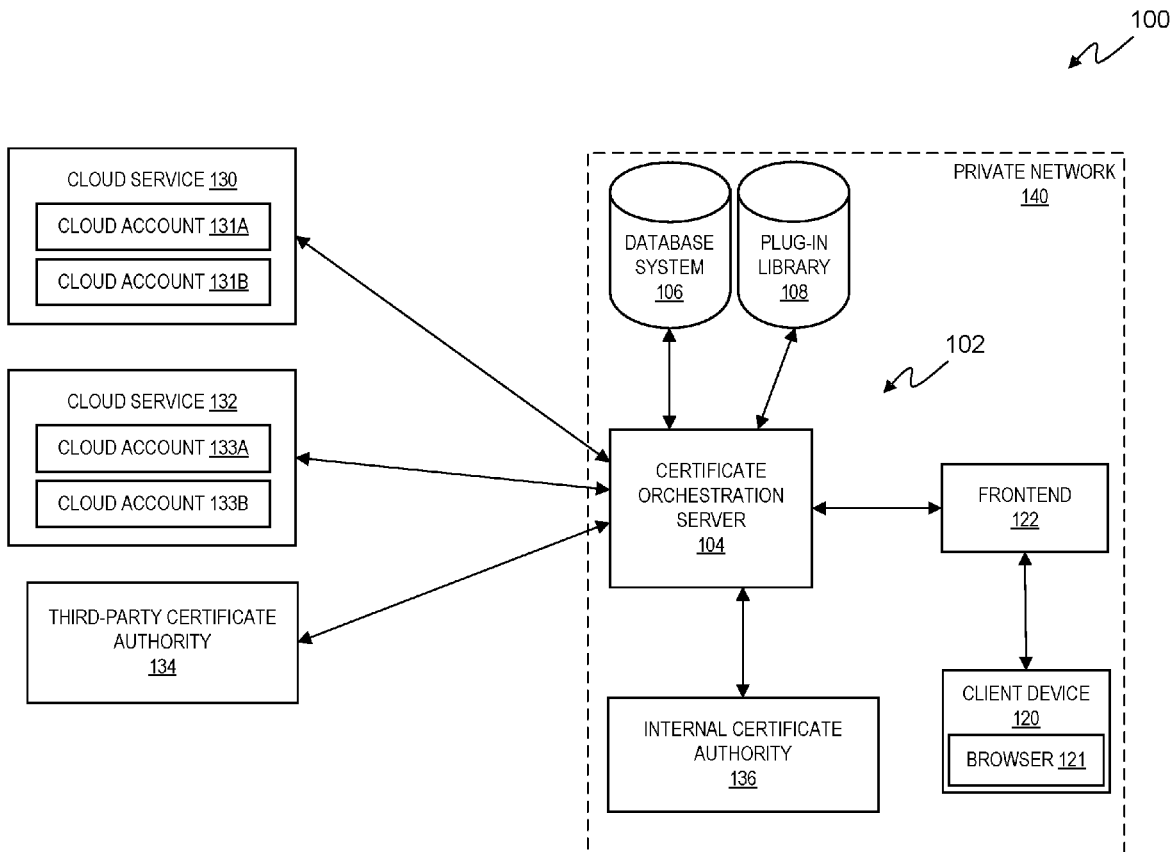 100
CLOUD SERVICE 130
CLOUD ACCOUNT 131A
CLOUD ACCOUNT 131B
CLOUD SERVICE 132
CLOUD ACCOUNT 133A
CLOUD ACCOUNT 133B
THIRD-PARTY CERTIFICATE
AUTHORITY
134
PRIVATE NETWORK
140
DATABASE
SYSTEM
106
PLUG-IN
LIBRARY
108
102
CERTIFICATE
ORCHESTRATION
SERVER
104
FRONTEND
122
INTERNAL CERTIFICATE
AUTHORITY
136
CLIENT DEVICE
120
BROWSER 121